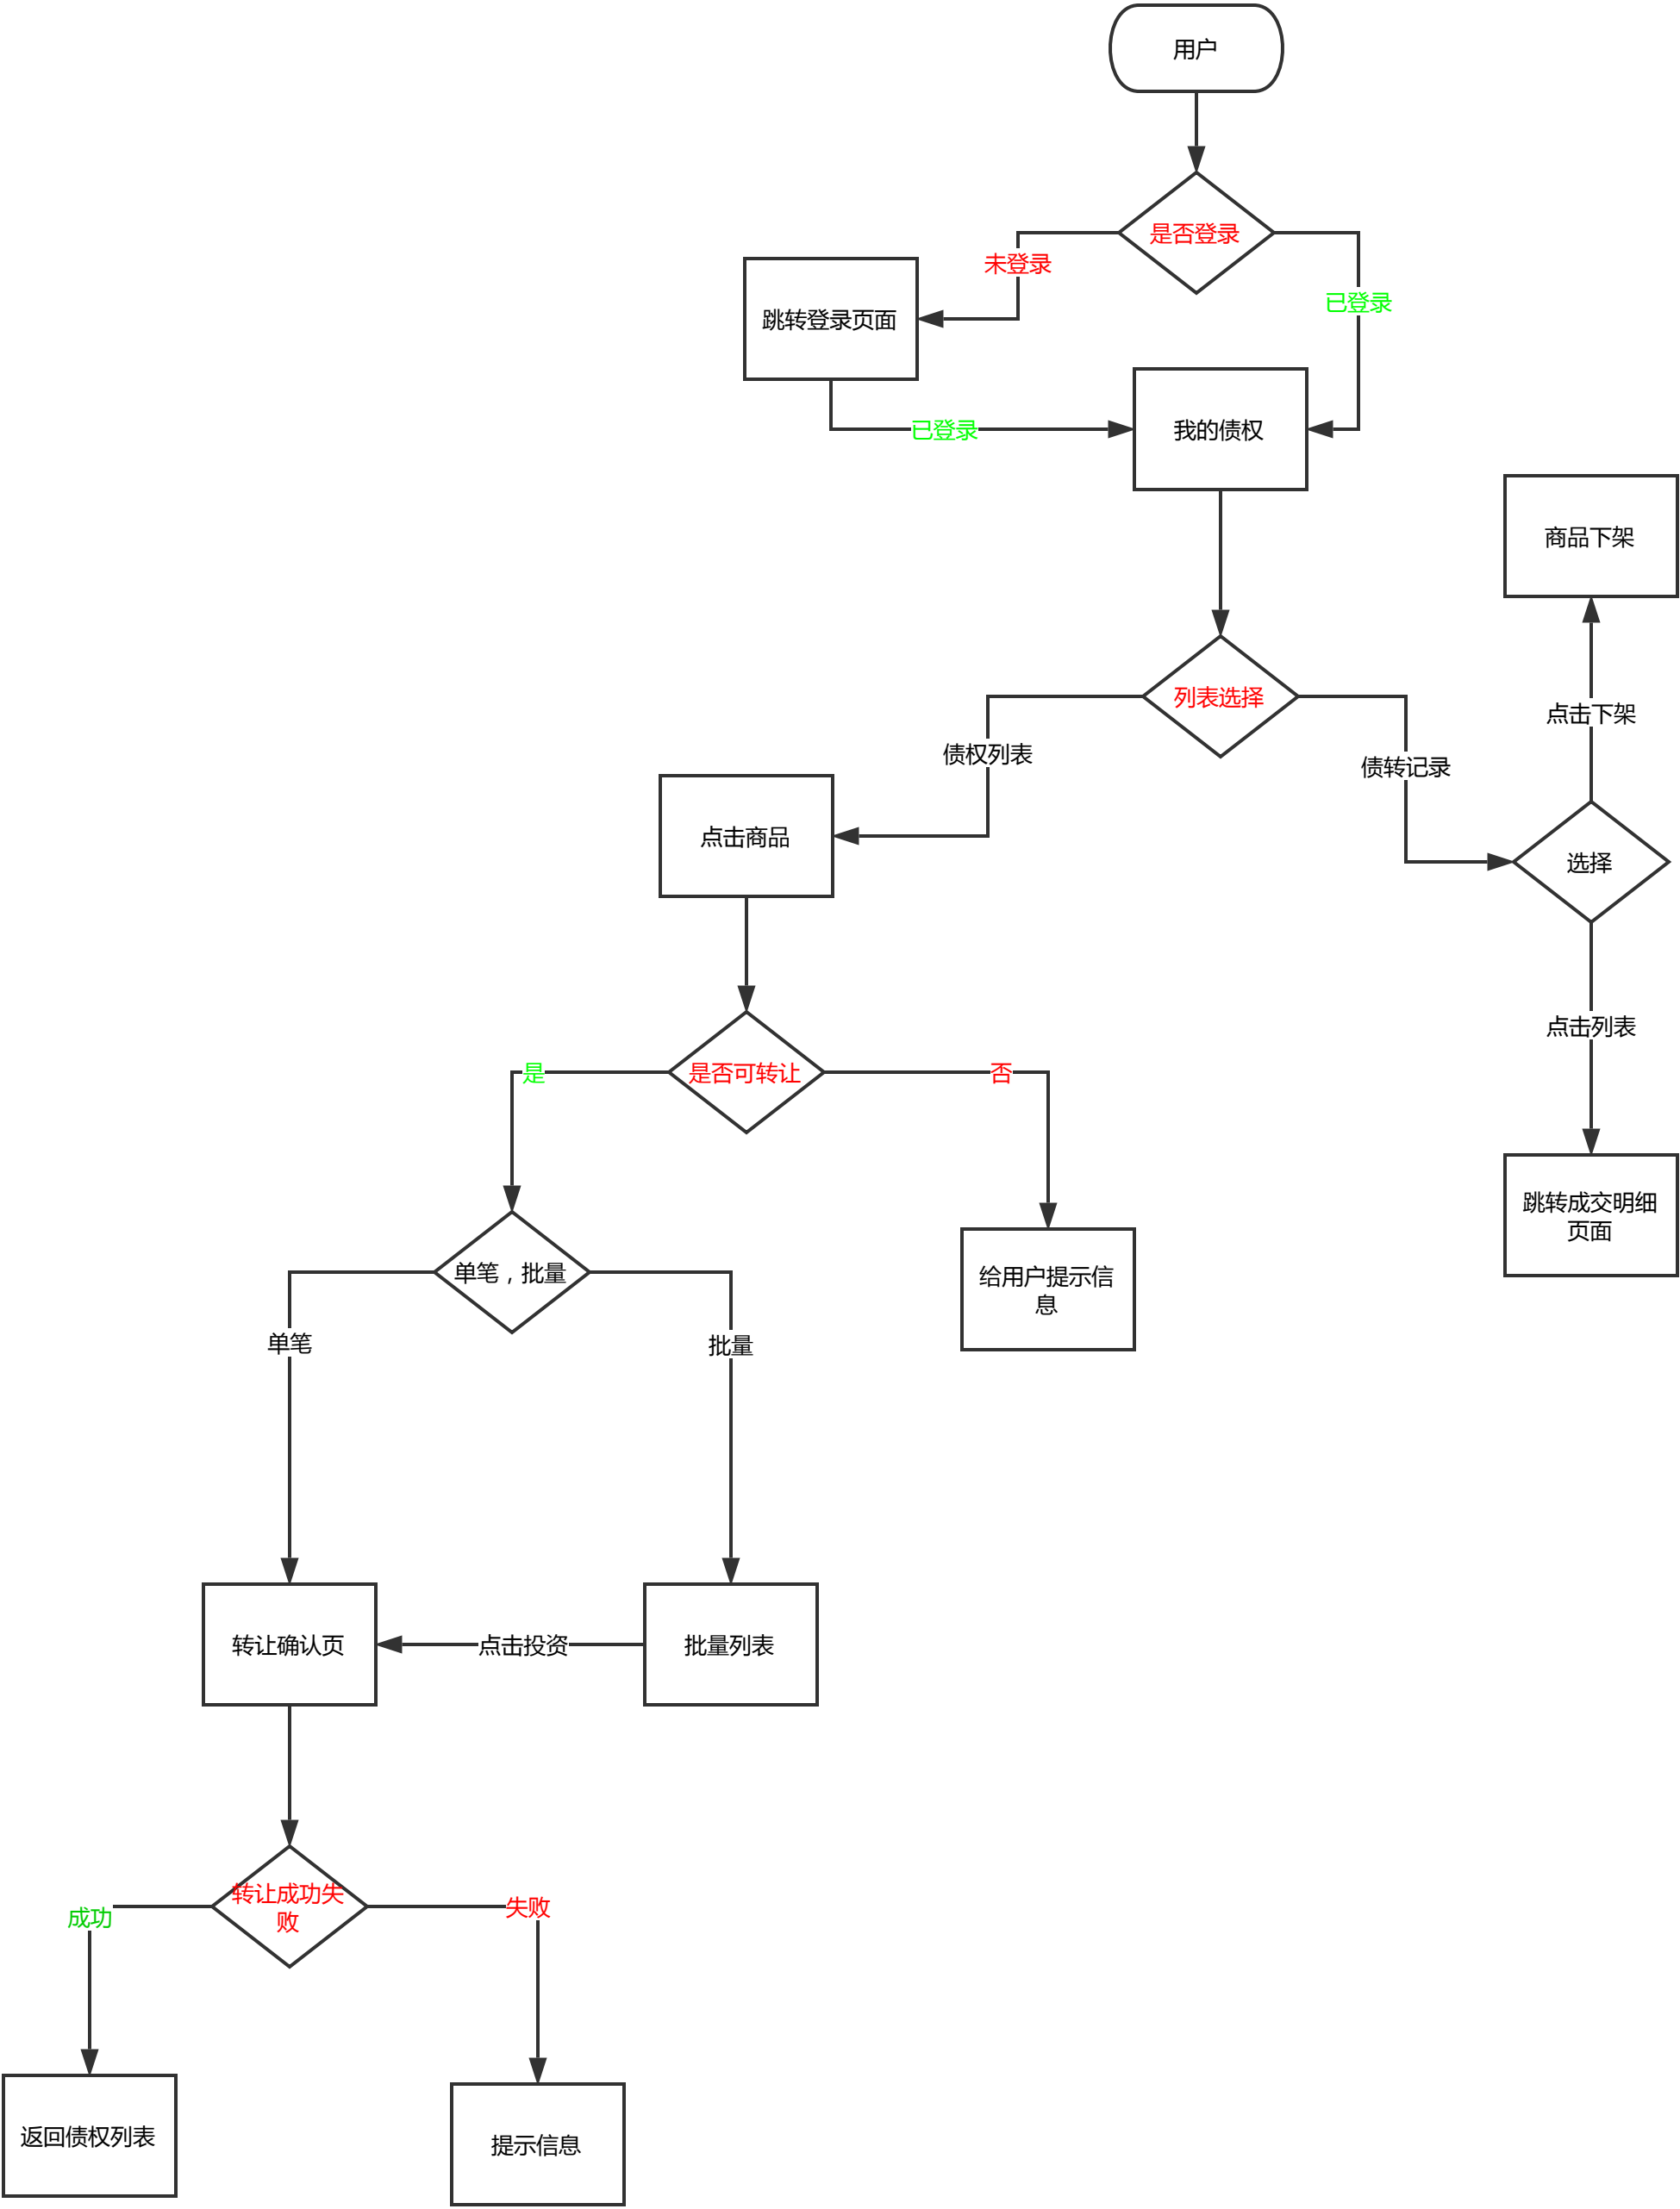 用户
是否登录
未登录
已登录
跳转登录页面
已登录
我的债权
商品下架
列表选择
点击下架
债权列表
债转记录
点击商品
选择
点击列表
是
是否可转让
否
跳转成交明细
页面
单笔，批量
给用户提示信
息
单笔
批量
转让确认页
点击投资
批量列表
转让成功失
败
成功
失败
返回债权列表
提示信息